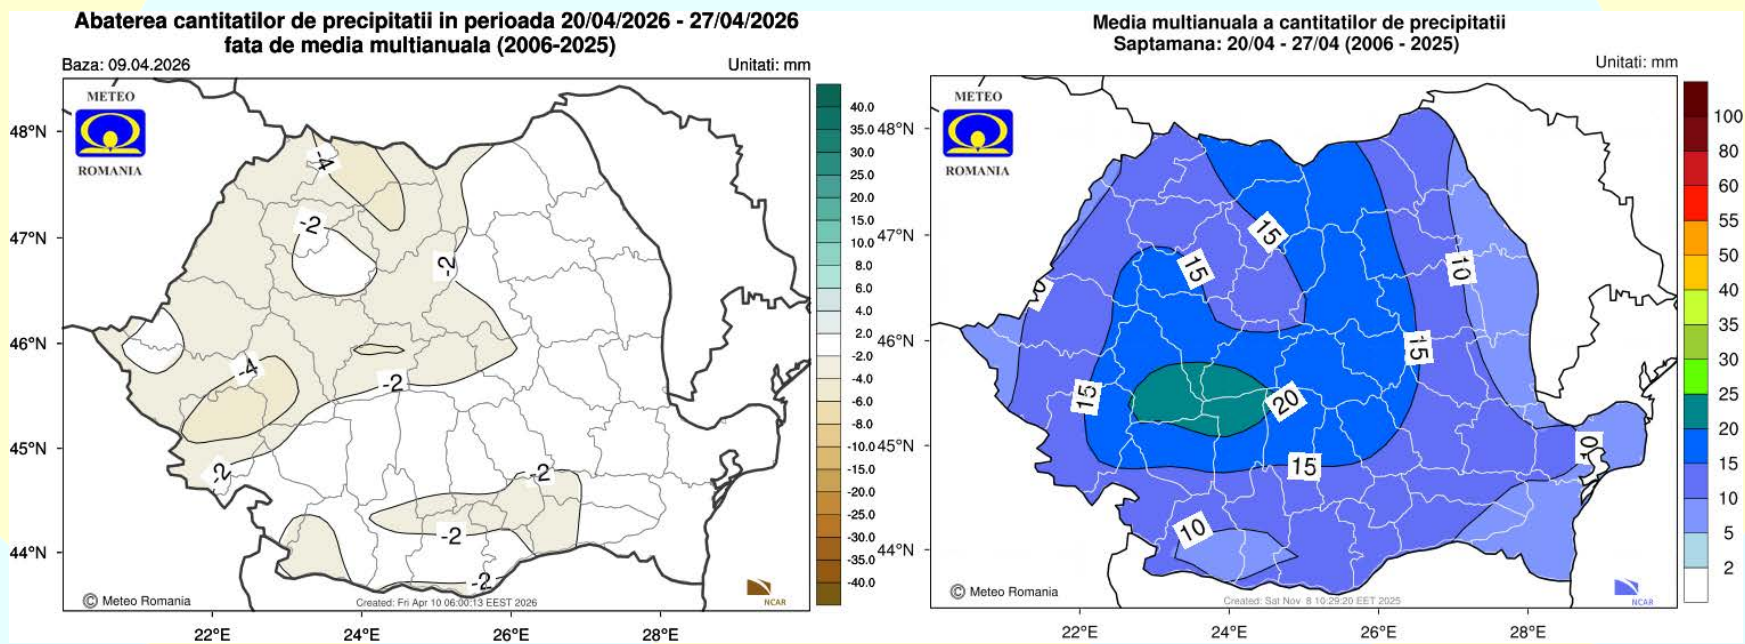 Abaterea cantitatilor de precipitatii in perioada 20/04/2026 - 27/04/2026
fata de media multianuala (2006-2025)
Baza: 09.04.2026
Unitati: mm
METEO
ROMANIA
48°N
47°N
46°N
45°N
44°N
-4
-2
-2
-4
-2
-2
-2
-2
-2
40.0
35.0
30.0
25.0
20.0
15.0
10.0
8.0
6.0
4.0
2.0
-2.0
-4.0
-6.0
-8.0
-10.0
-15.0
-20.0
-25.0
-30.0
-35.0
-40.0
© Meteo Romania
Created: Fri Apr 10 06:00:13 EEST 2026
NCAR
22°E
24°E
26°E
28°E
Media multianuala a cantitatilor de precipitatii
Saptamana: 20/04 - 27/04 (2006 - 2025)
Unitati: mm
METEO
ROMANIA
48°N
47°N
46°N
45°N
44°N
15
15
10
15
15
20
15
10
100
80
60
55
50
40
35
30
25
20
15
10
5
2
© Meteo Romania
Created: Sat Nov 8 10:29:20 EET 2025
NCAR
22°E
24°E
26°E
28°E